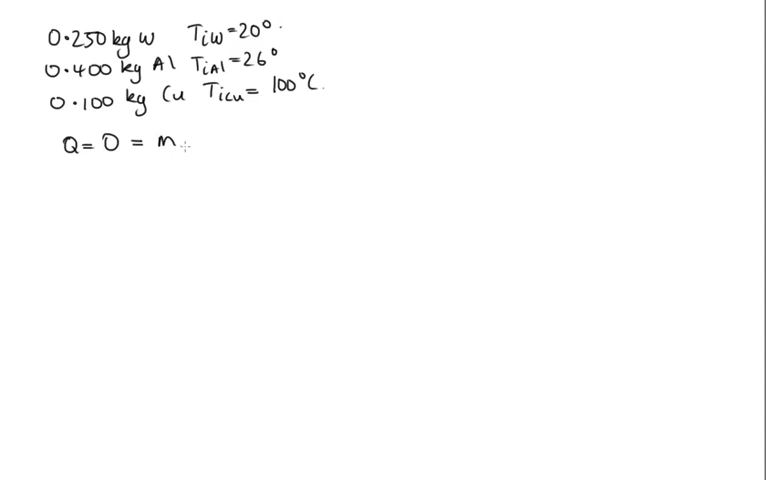 0.250 kg w TiW=20°.
0.400 kg Al TiAl=26°
0.100 kg Cu Ticu= 100°C.
Q= 0 = m